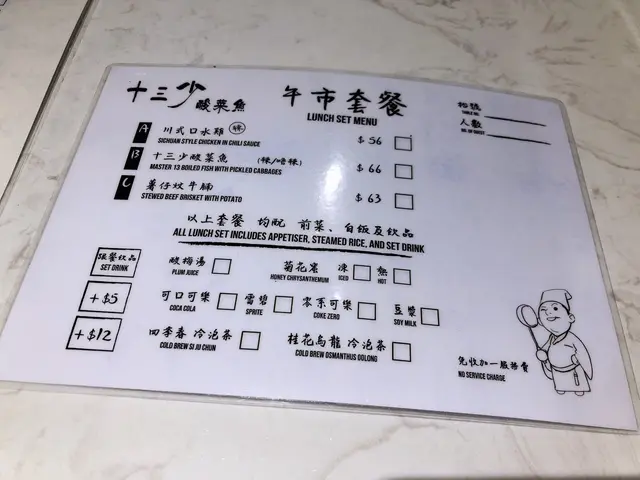 十三少 酸菜魚
午市套餐
LUNCH SET MENU
枱號
TABLE NO.
人數
NO. OF GUEST
A 川式口水雞 辣 $ 56
SICHUAN STYLE CHICKEN IN CHILI SAUCE
B 十三少酸菜魚 (辣/唔辣) $ 66
MASTER 13 BOILED FISH WITH PICKLED CABBAGES
C 薯仔炆牛腩 $ 63
STEWED BEEF BRISKET WITH POTATO
以上套餐 均配 前菜、白飯及飲品
ALL LUNCH SET INCLUDES APPETISER, STEAMED RICE, AND SET DRINK
跟餐飲品
SET DRINK
酸梅湯
PLUM JUICE
菊花蜜
HONEY CHRYSANTHEMUM
凍
ICED
熱
HOT
+$5
可口可樂
COCA COLA
雪碧
SPRITE
零系可樂
COKE ZERO
豆漿
SOY MILK
+$12
四季春 冷泡茶
COLD BREW SI JU CHUN
桂花烏龍 冷泡茶
COLD BREW OSMANTHUS OOLONG
免收加一服務費
NO SERVICE CHARGE